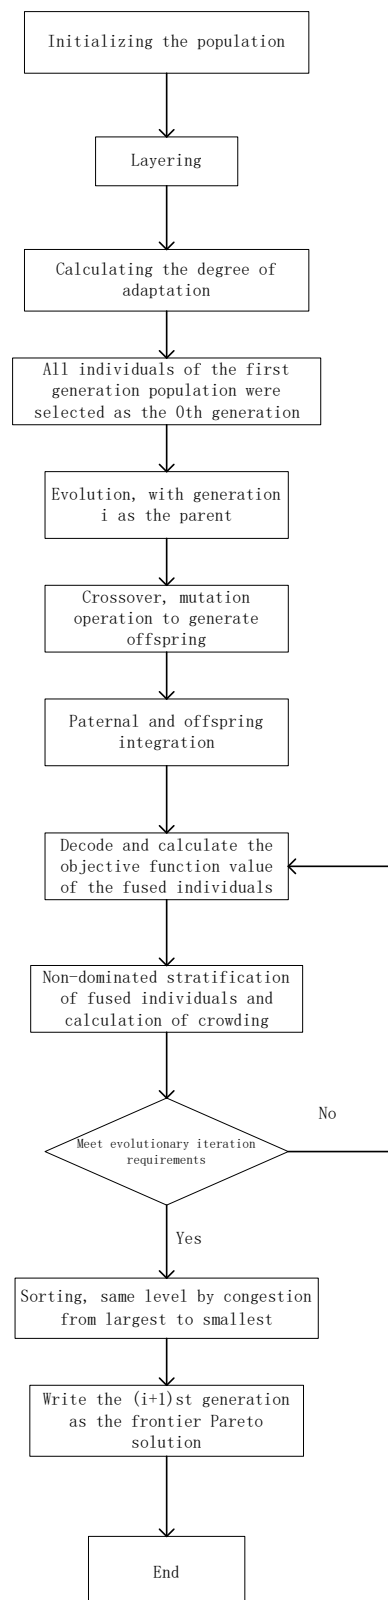 Initializing the population
Layering
Calculating the degree of
adaptation
All individuals of the first
generation population were
selected as the 0th generation
Evolution, with generation
i as the parent
Crossover, mutation
operation to generate
offspring
Paternal and offspring
integration
Decode and calculate the
objective function value
of the fused individuals
Non-dominated stratification
of fused individuals and
calculation of crowding
No
Meet evolutionary iteration
requirements
Yes
Sorting, same level by congestion
from largest to smallest
Write the (i+1)st generation
as the frontier Pareto
solution
End